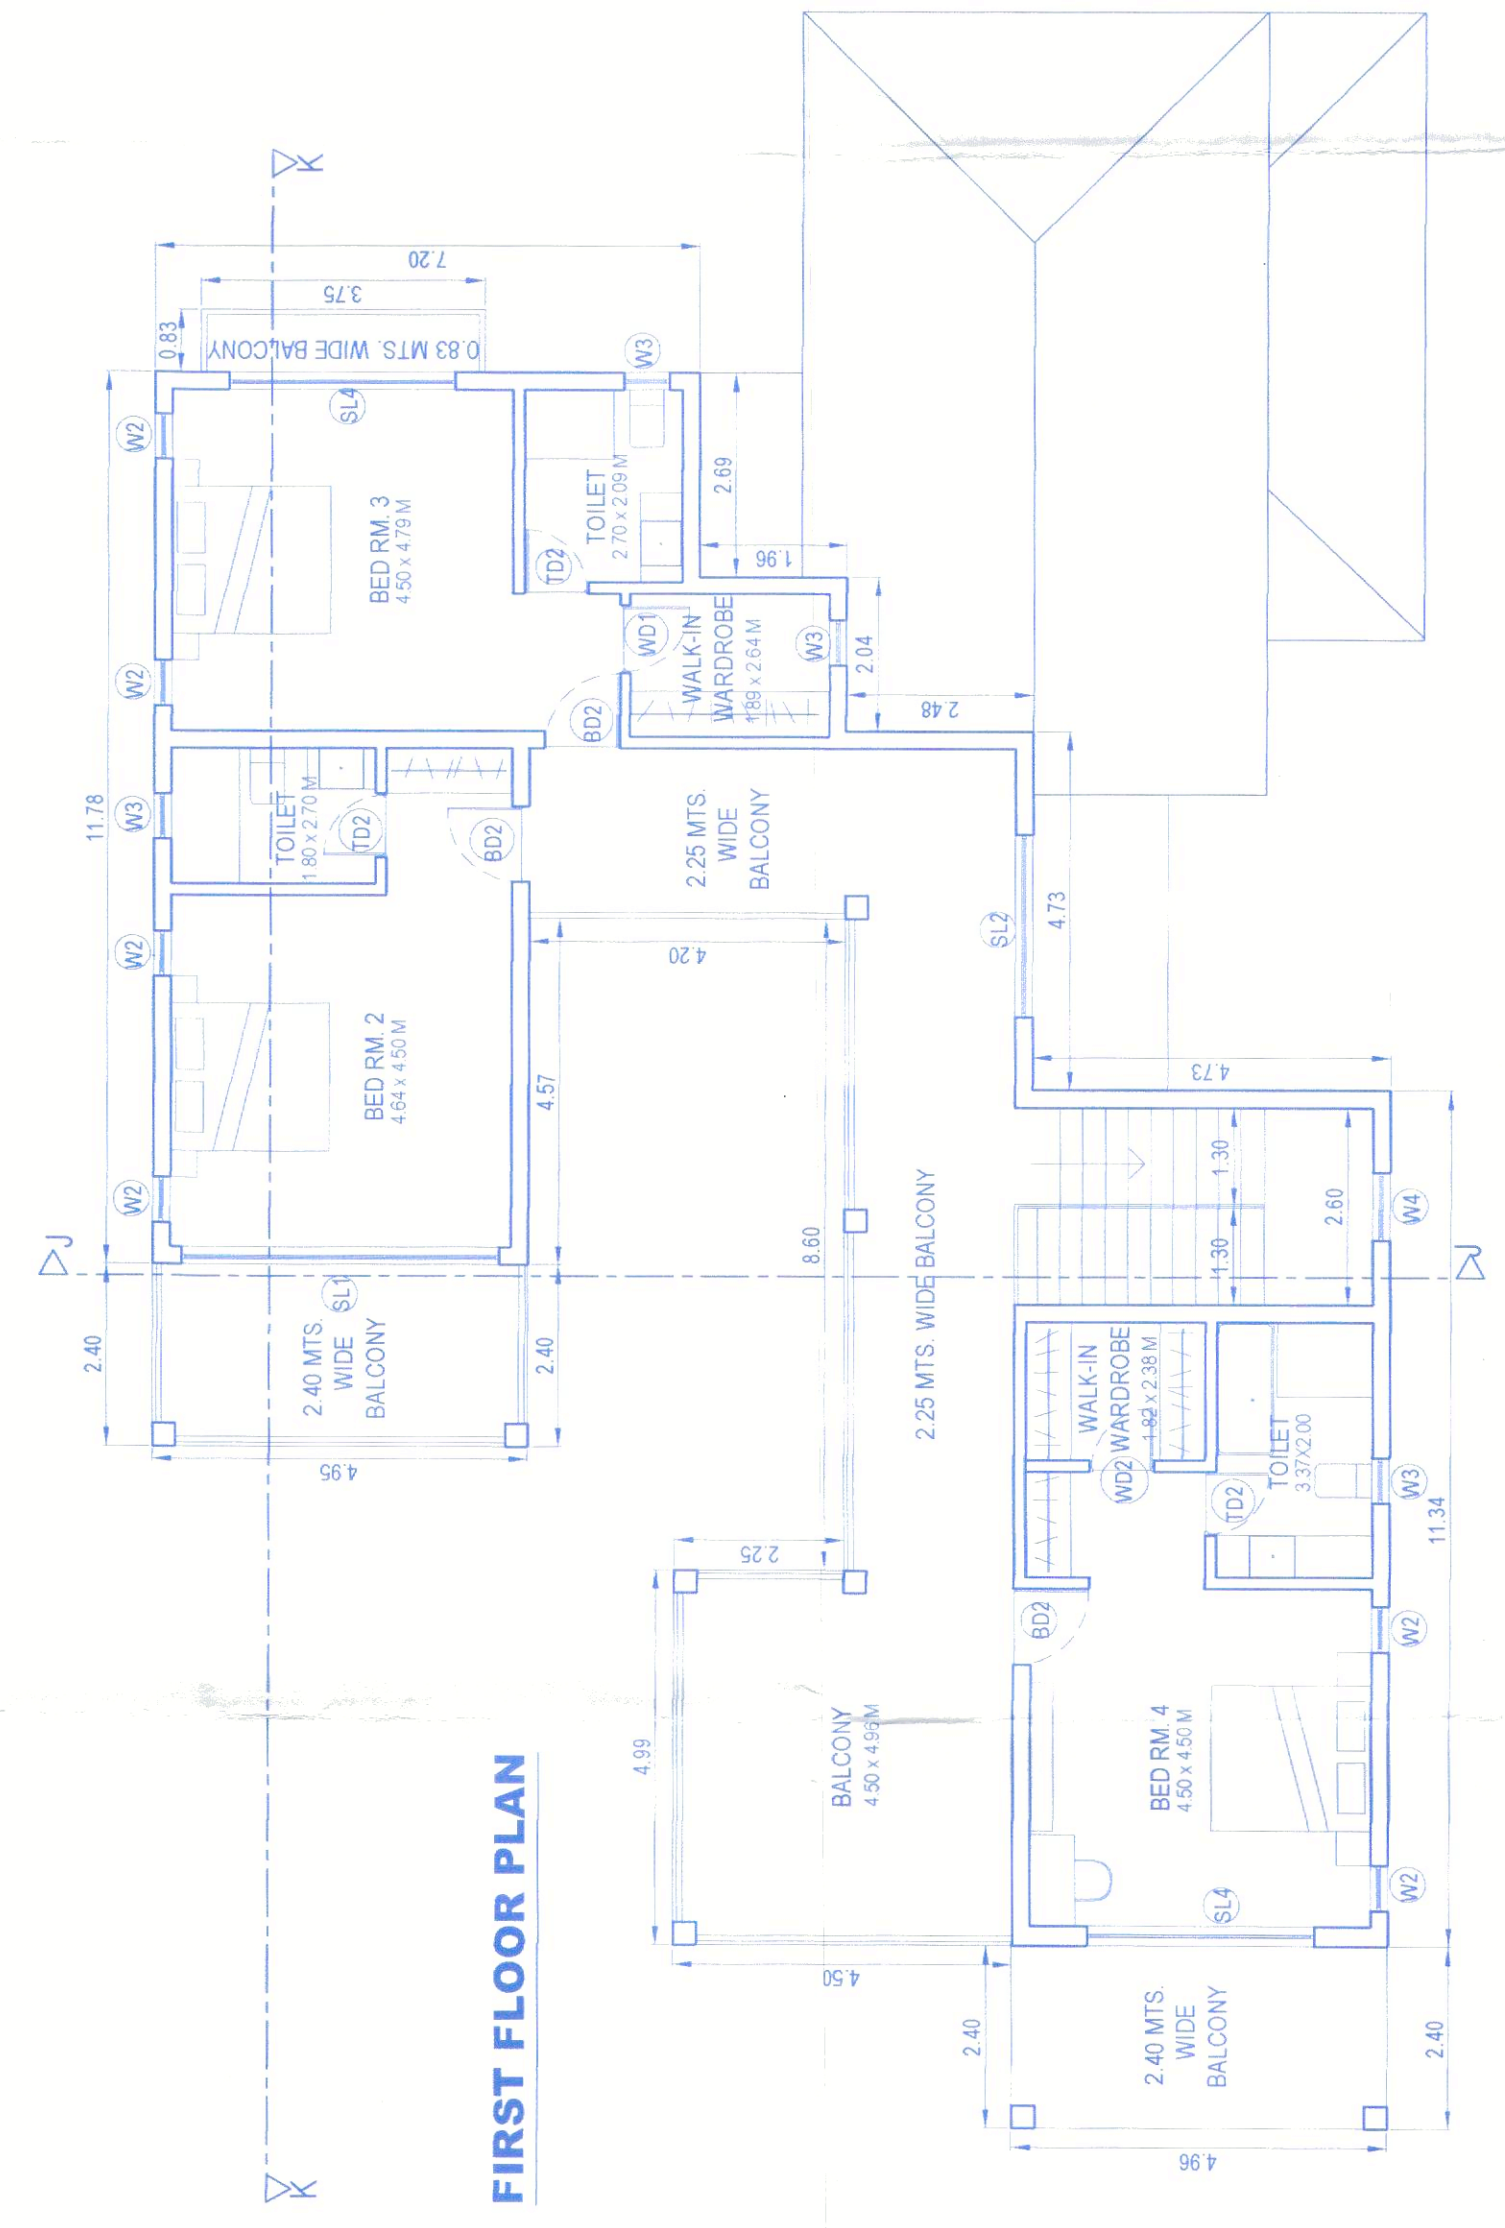 FIRST FLOOR PLAN
K
K
J
J
11.78
2.40
2.40
4.95
2.40 MTS.
WIDE
BALCONY
SL1
W2
BED RM. 2
4.64 x 4.50 M
W2
4.57
TOILET
1.80 x 2.70 M
W3
TD2
BD2
W2
BED RM. 3
4.50 x 4.79 M
W2
SL4
0.83
0.83 MTS. WIDE BALCONY
3.75
7.20
TOILET
2.70 x 2.09 M
TD2
W3
BD2
WD1
WALK-IN
WARDROBE
1.89 x 2.64 M
W3
2.69
1.96
2.04
2.48
2.25 MTS.
WIDE
BALCONY
4.20
8.60
SL2
4.73
4.73
2.25 MTS. WIDE BALCONY
1.30
1.30
2.60
W4
2.25
4.99
BALCONY
4.50 x 4.96 M
4.50
WALK-IN
WARDROBE
1.82 x 2.38 M
WD2
TOILET
3.37X2.00
TD2
W3
11.34
BD2
W2
BED RM. 4
4.50 x 4.50 M
SL4
W2
2.40
2.40 MTS.
WIDE
BALCONY
2.40
4.96